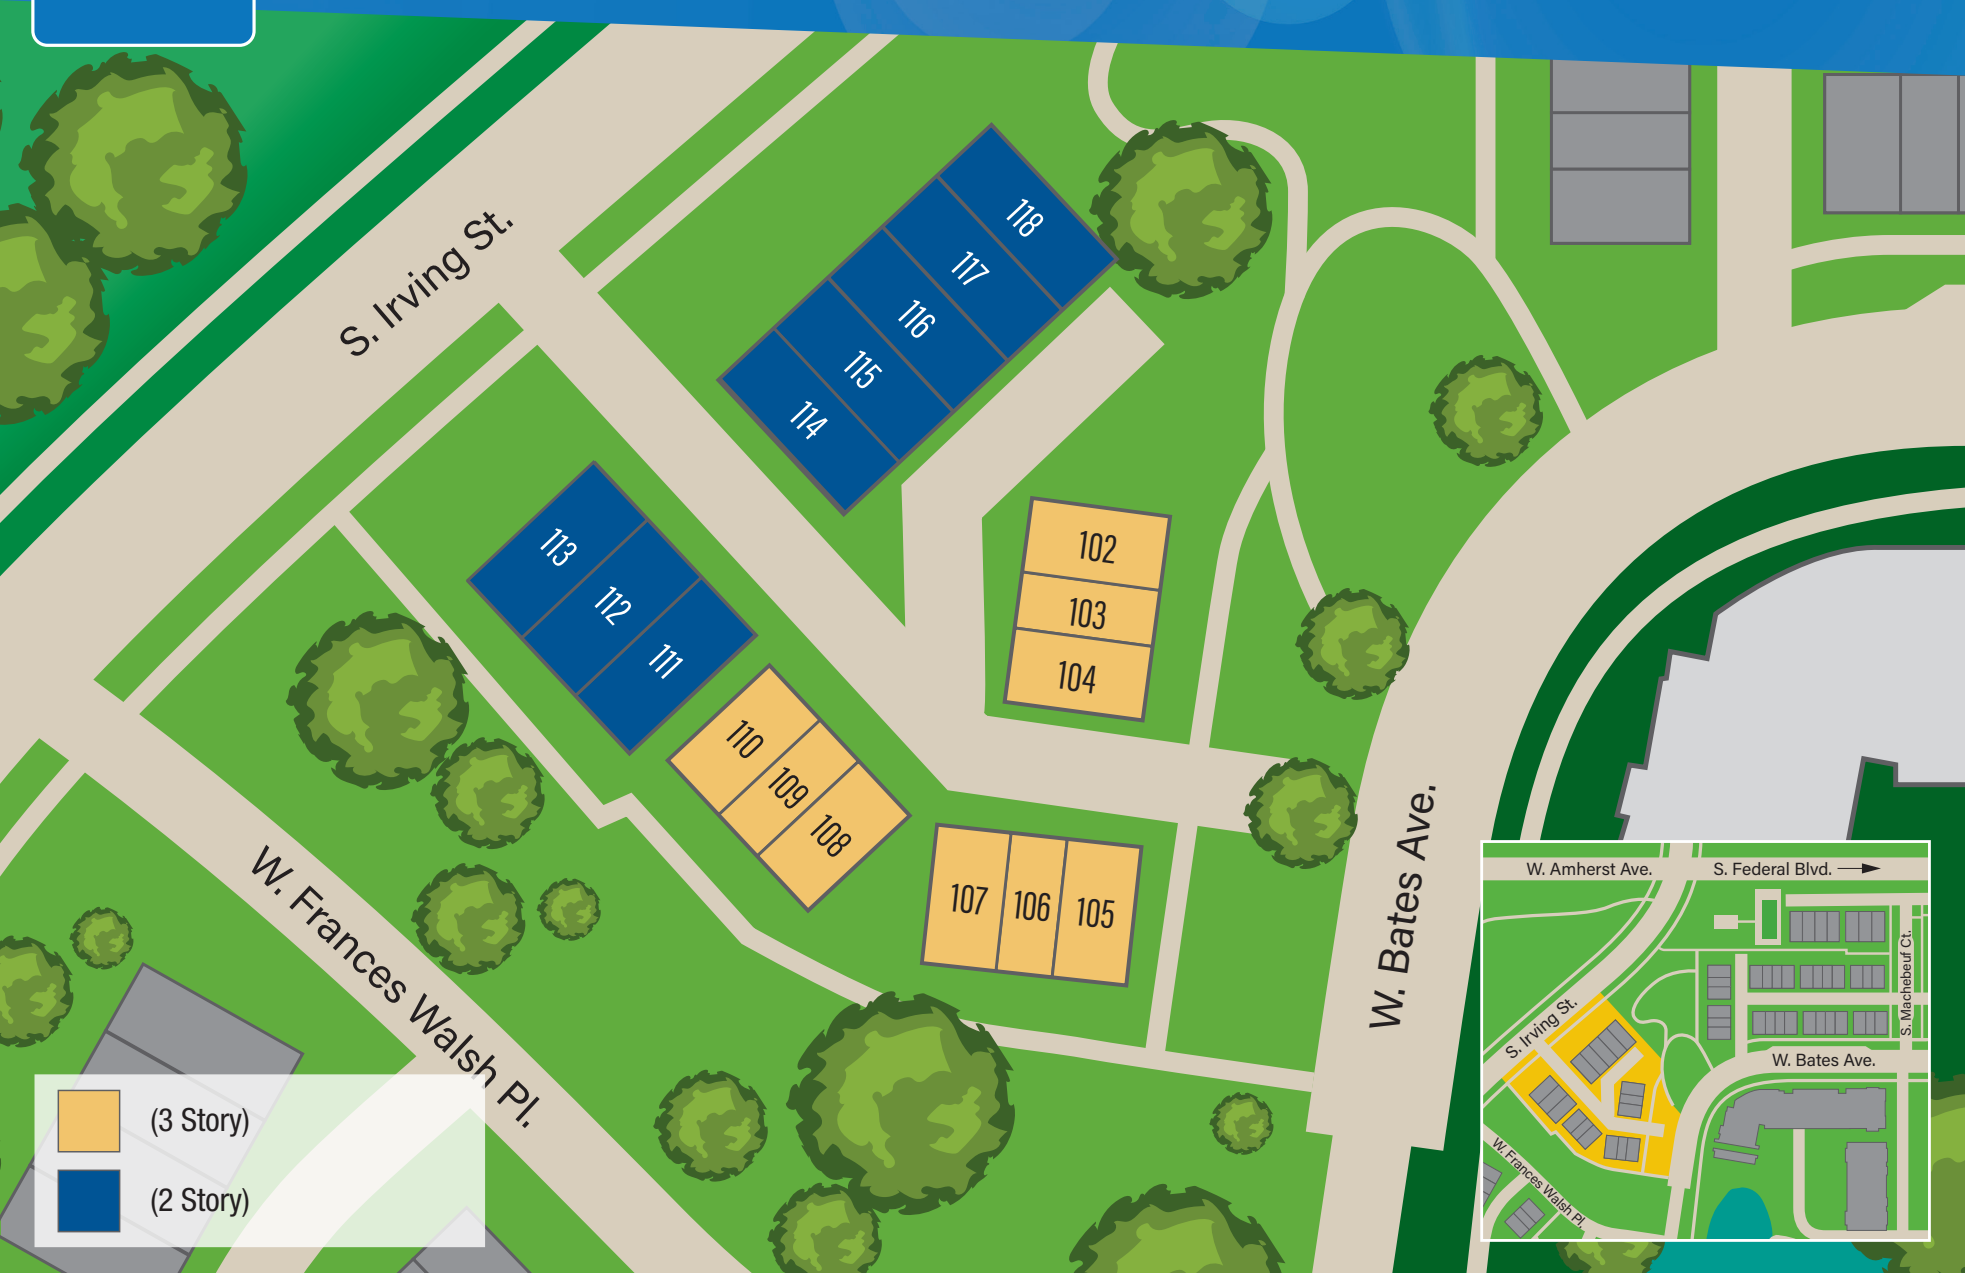 S. Irving St.
118
117
116
115
114
113
112
111
102
103
104
110
109
108
107
106
105
W. Bates Ave.
W. Frances Walsh Pl.
(3 Story)
(2 Story)
W. Amherst Ave.
S. Federal Blvd.
S. Machebeuf Ct.
S. Irving St.
W. Bates Ave.
W. Frances Walsh Pl.